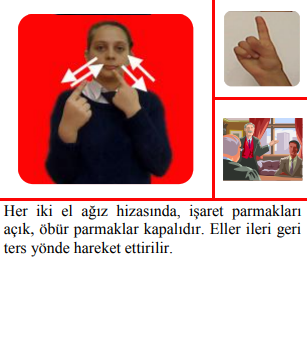 Her iki el ağız hizasında, işaret parmakları
açık, öbür parmaklar kapalıdır. Eller ileri geri
ters yönde hareket ettirilir.